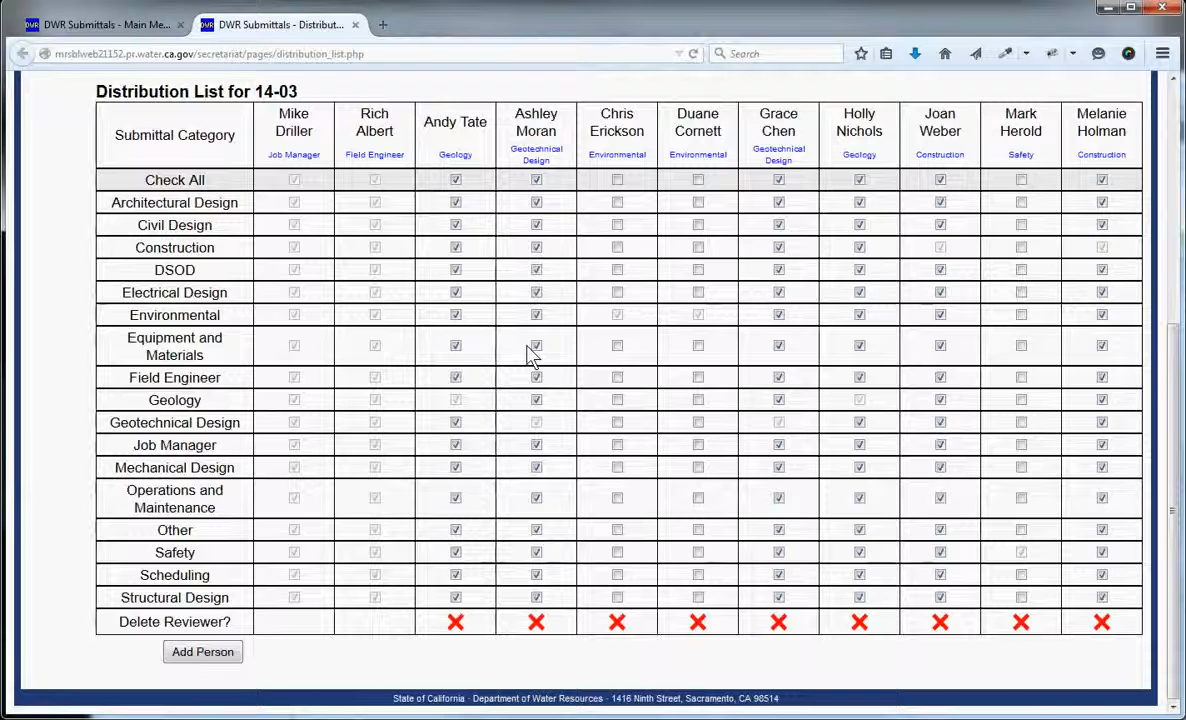 DWR Submittals - Main Me...
DWR Submittals - Distribut...
mrsblweb21152.pr.water.ca.gov/secretariat/pages/distribution_list.php
Search
Distribution List for 14-03
Submittal Category
Mike
Driller
Job Manager
Rich
Albert
Field Engineer
Andy Tate
Geology
Ashley
Moran
Geotechnical
Design
Chris
Erickson
Environmental
Duane
Cornett
Environmental
Grace
Chen
Geotechnical
Design
Holly
Nichols
Geology
Joan
Weber
Construction
Mark
Herold
Safety
Melanie
Holman
Construction
Check All
Architectural Design
Civil Design
Construction
DSOD
Electrical Design
Environmental
Equipment and
Materials
Field Engineer
Geology
Geotechnical Design
Job Manager
Mechanical Design
Operations and
Maintenance
Other
Safety
Scheduling
Structural Design
Delete Reviewer?
Add Person
State of California - Department of Water Resources - 1416 Ninth Street, Sacramento, CA 98514